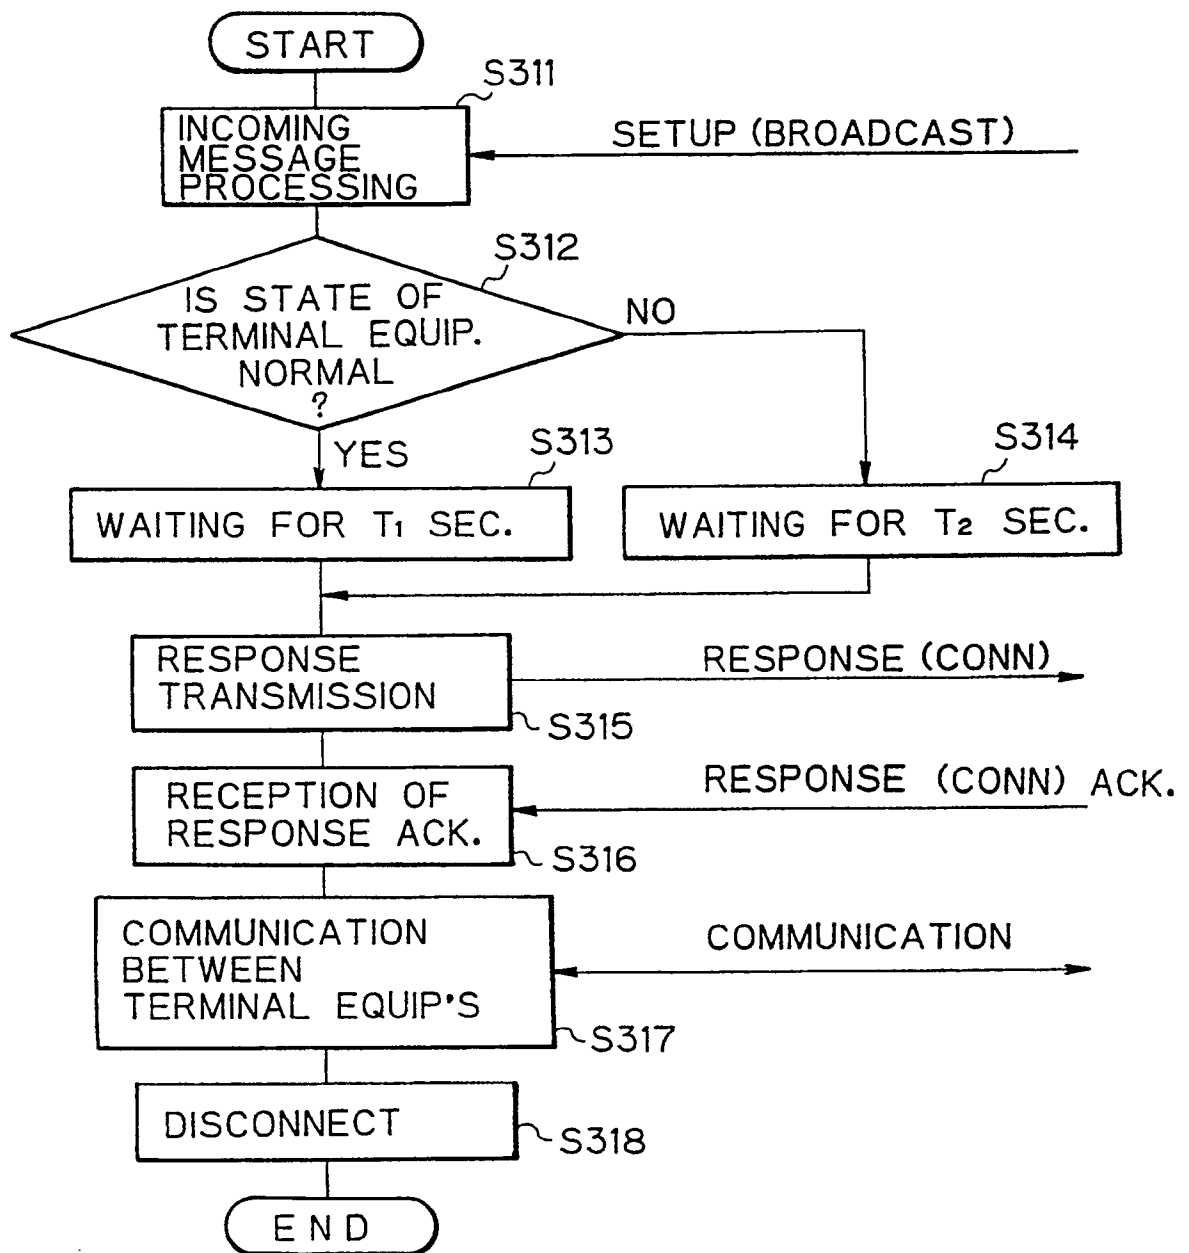 START
S311
INCOMING
MESSAGE
PROCESSING
SETUP (BROADCAST)
S312
IS STATE OF
TERMINAL EQUIP.
NORMAL
?
NO
YES
S313
S314
WAITING FOR T1 SEC.
WAITING FOR T2 SEC.
RESPONSE
TRANSMISSION
RESPONSE (CONN)
S315
RECEPTION OF
RESPONSE ACK.
RESPONSE (CONN) ACK.
S316
COMMUNICATION
BETWEEN
TERMINAL EQUIP'S
COMMUNICATION
S317
DISCONNECT
S318
END